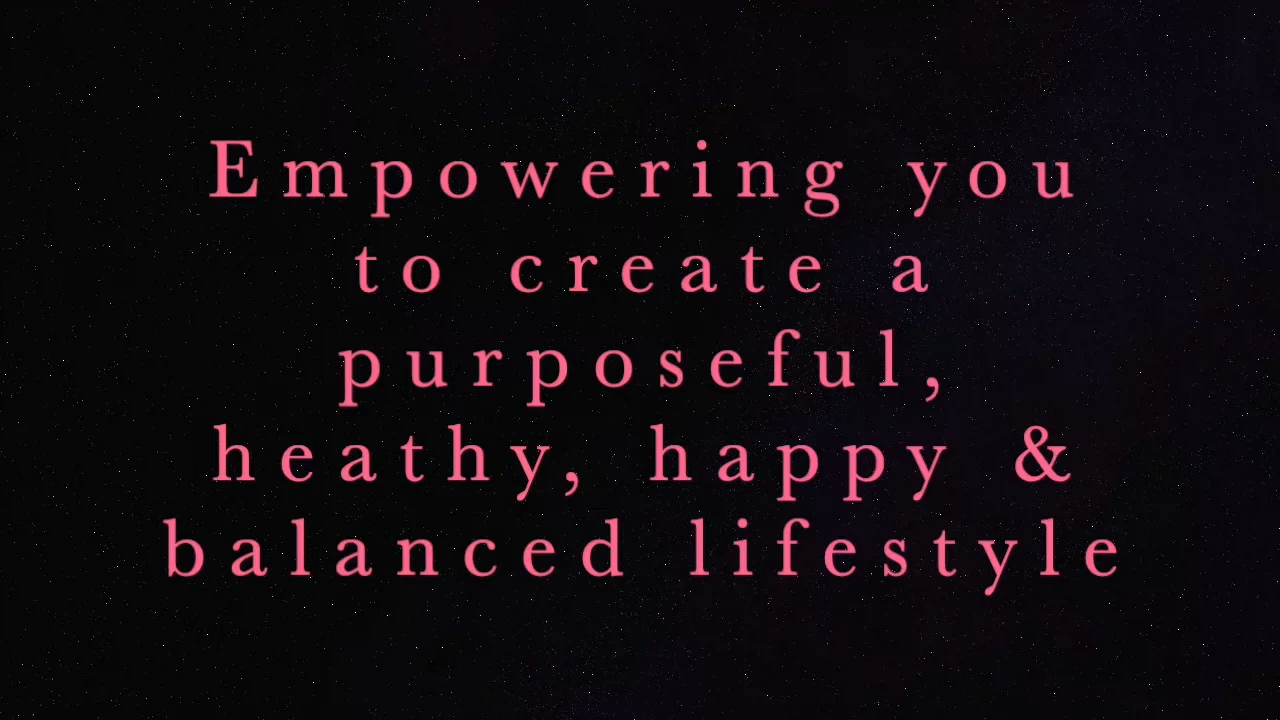 Empowering you
to create a
purposeful,
heathy, happy &
balanced lifestyle